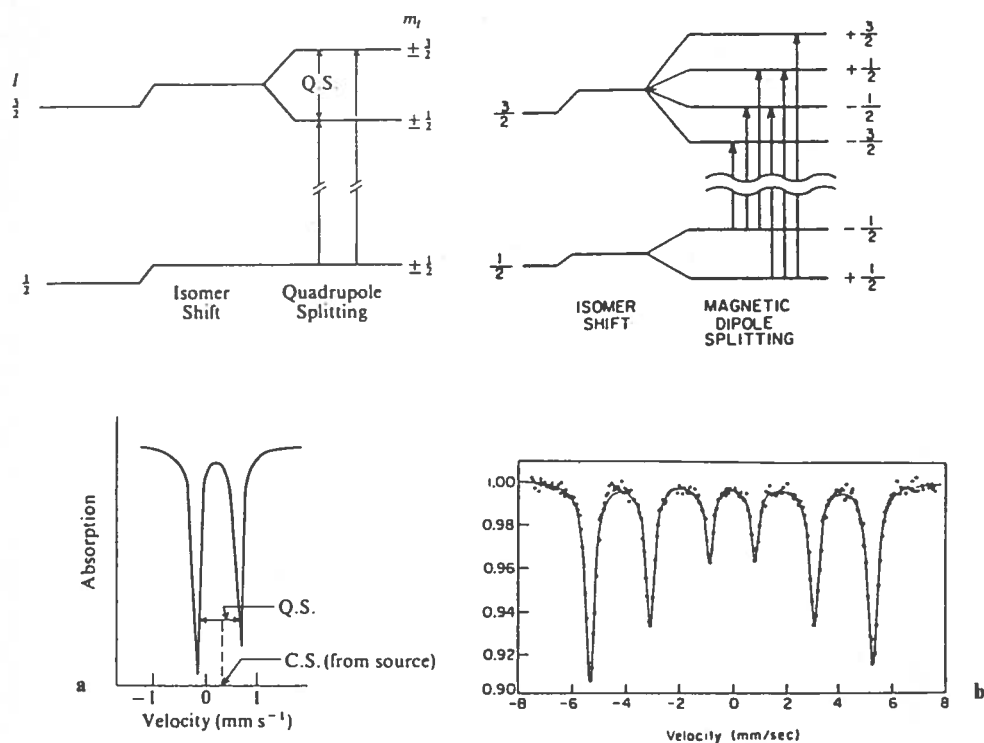 m_I
I
3/2
± 3/2
Q.S.
± 1/2
1/2
± 1/2
Isomer Shift
Quadrupole Splitting
+ 3/2
+ 1/2
3/2
- 1/2
- 3/2
- 1/2
1/2
+ 1/2
ISOMER SHIFT
MAGNETIC DIPOLE SPLITTING
Absorption
Q.S.
C.S. (from source)
a
-1 0 1
Velocity (mm s⁻¹)
1.00
0.98
0.96
0.94
0.92
0.90
-8 -6 -4 -2 0 2 4 6 8
b
Velocity (mm/sec)